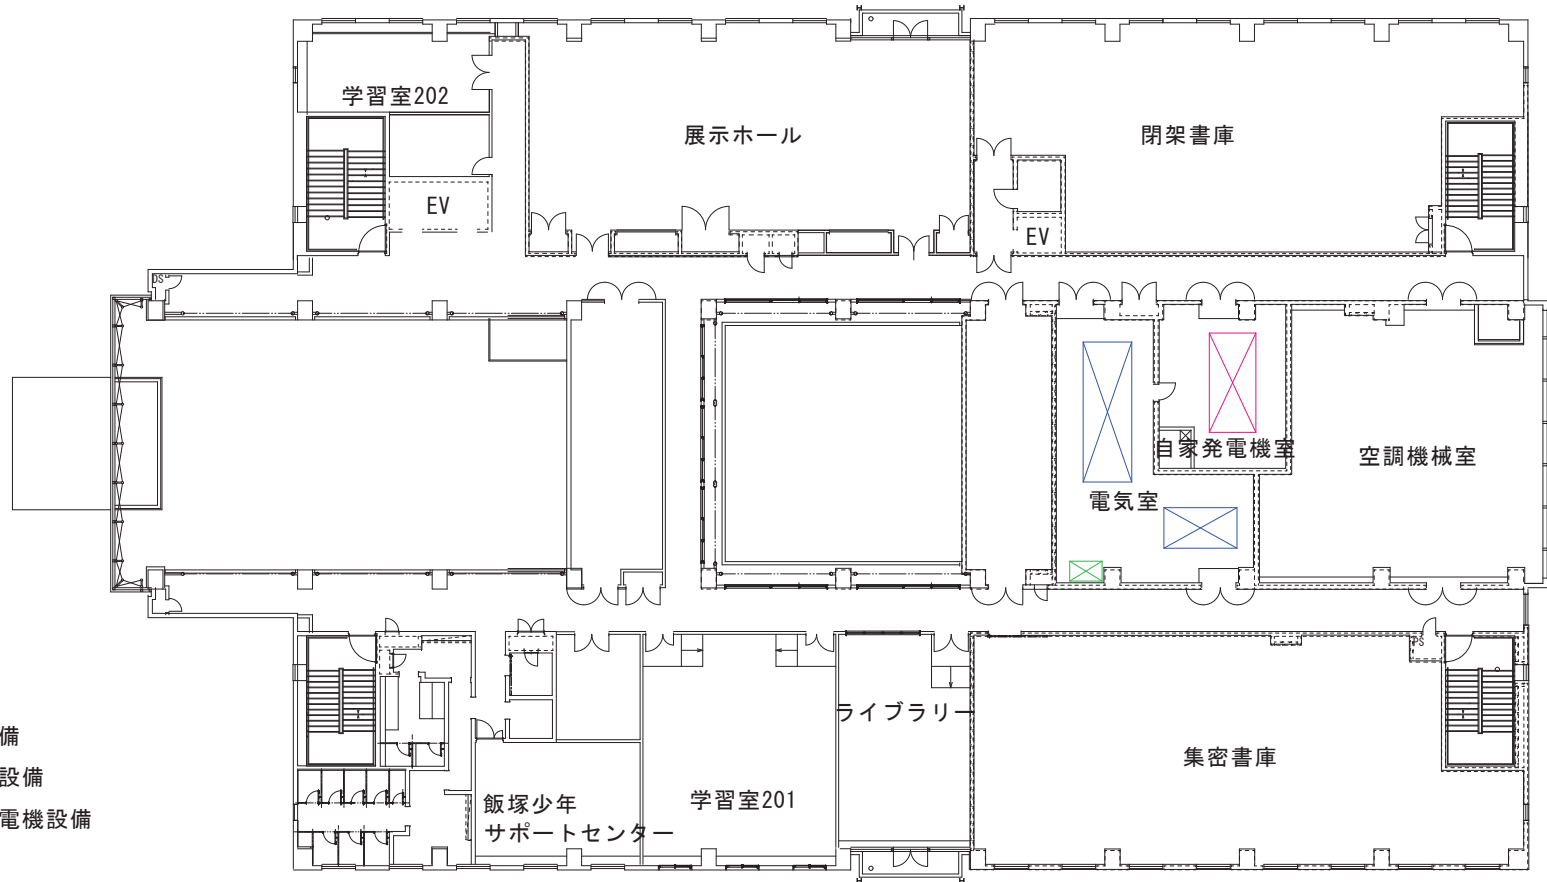 学習室202
展示ホール
閉架書庫
EV
EV
DS
自家発電機室
空調機械室
電気室
PS
ライブラリー
備
設備
電機設備
集密書庫
飯塚少年
サポートセンター
学習室201